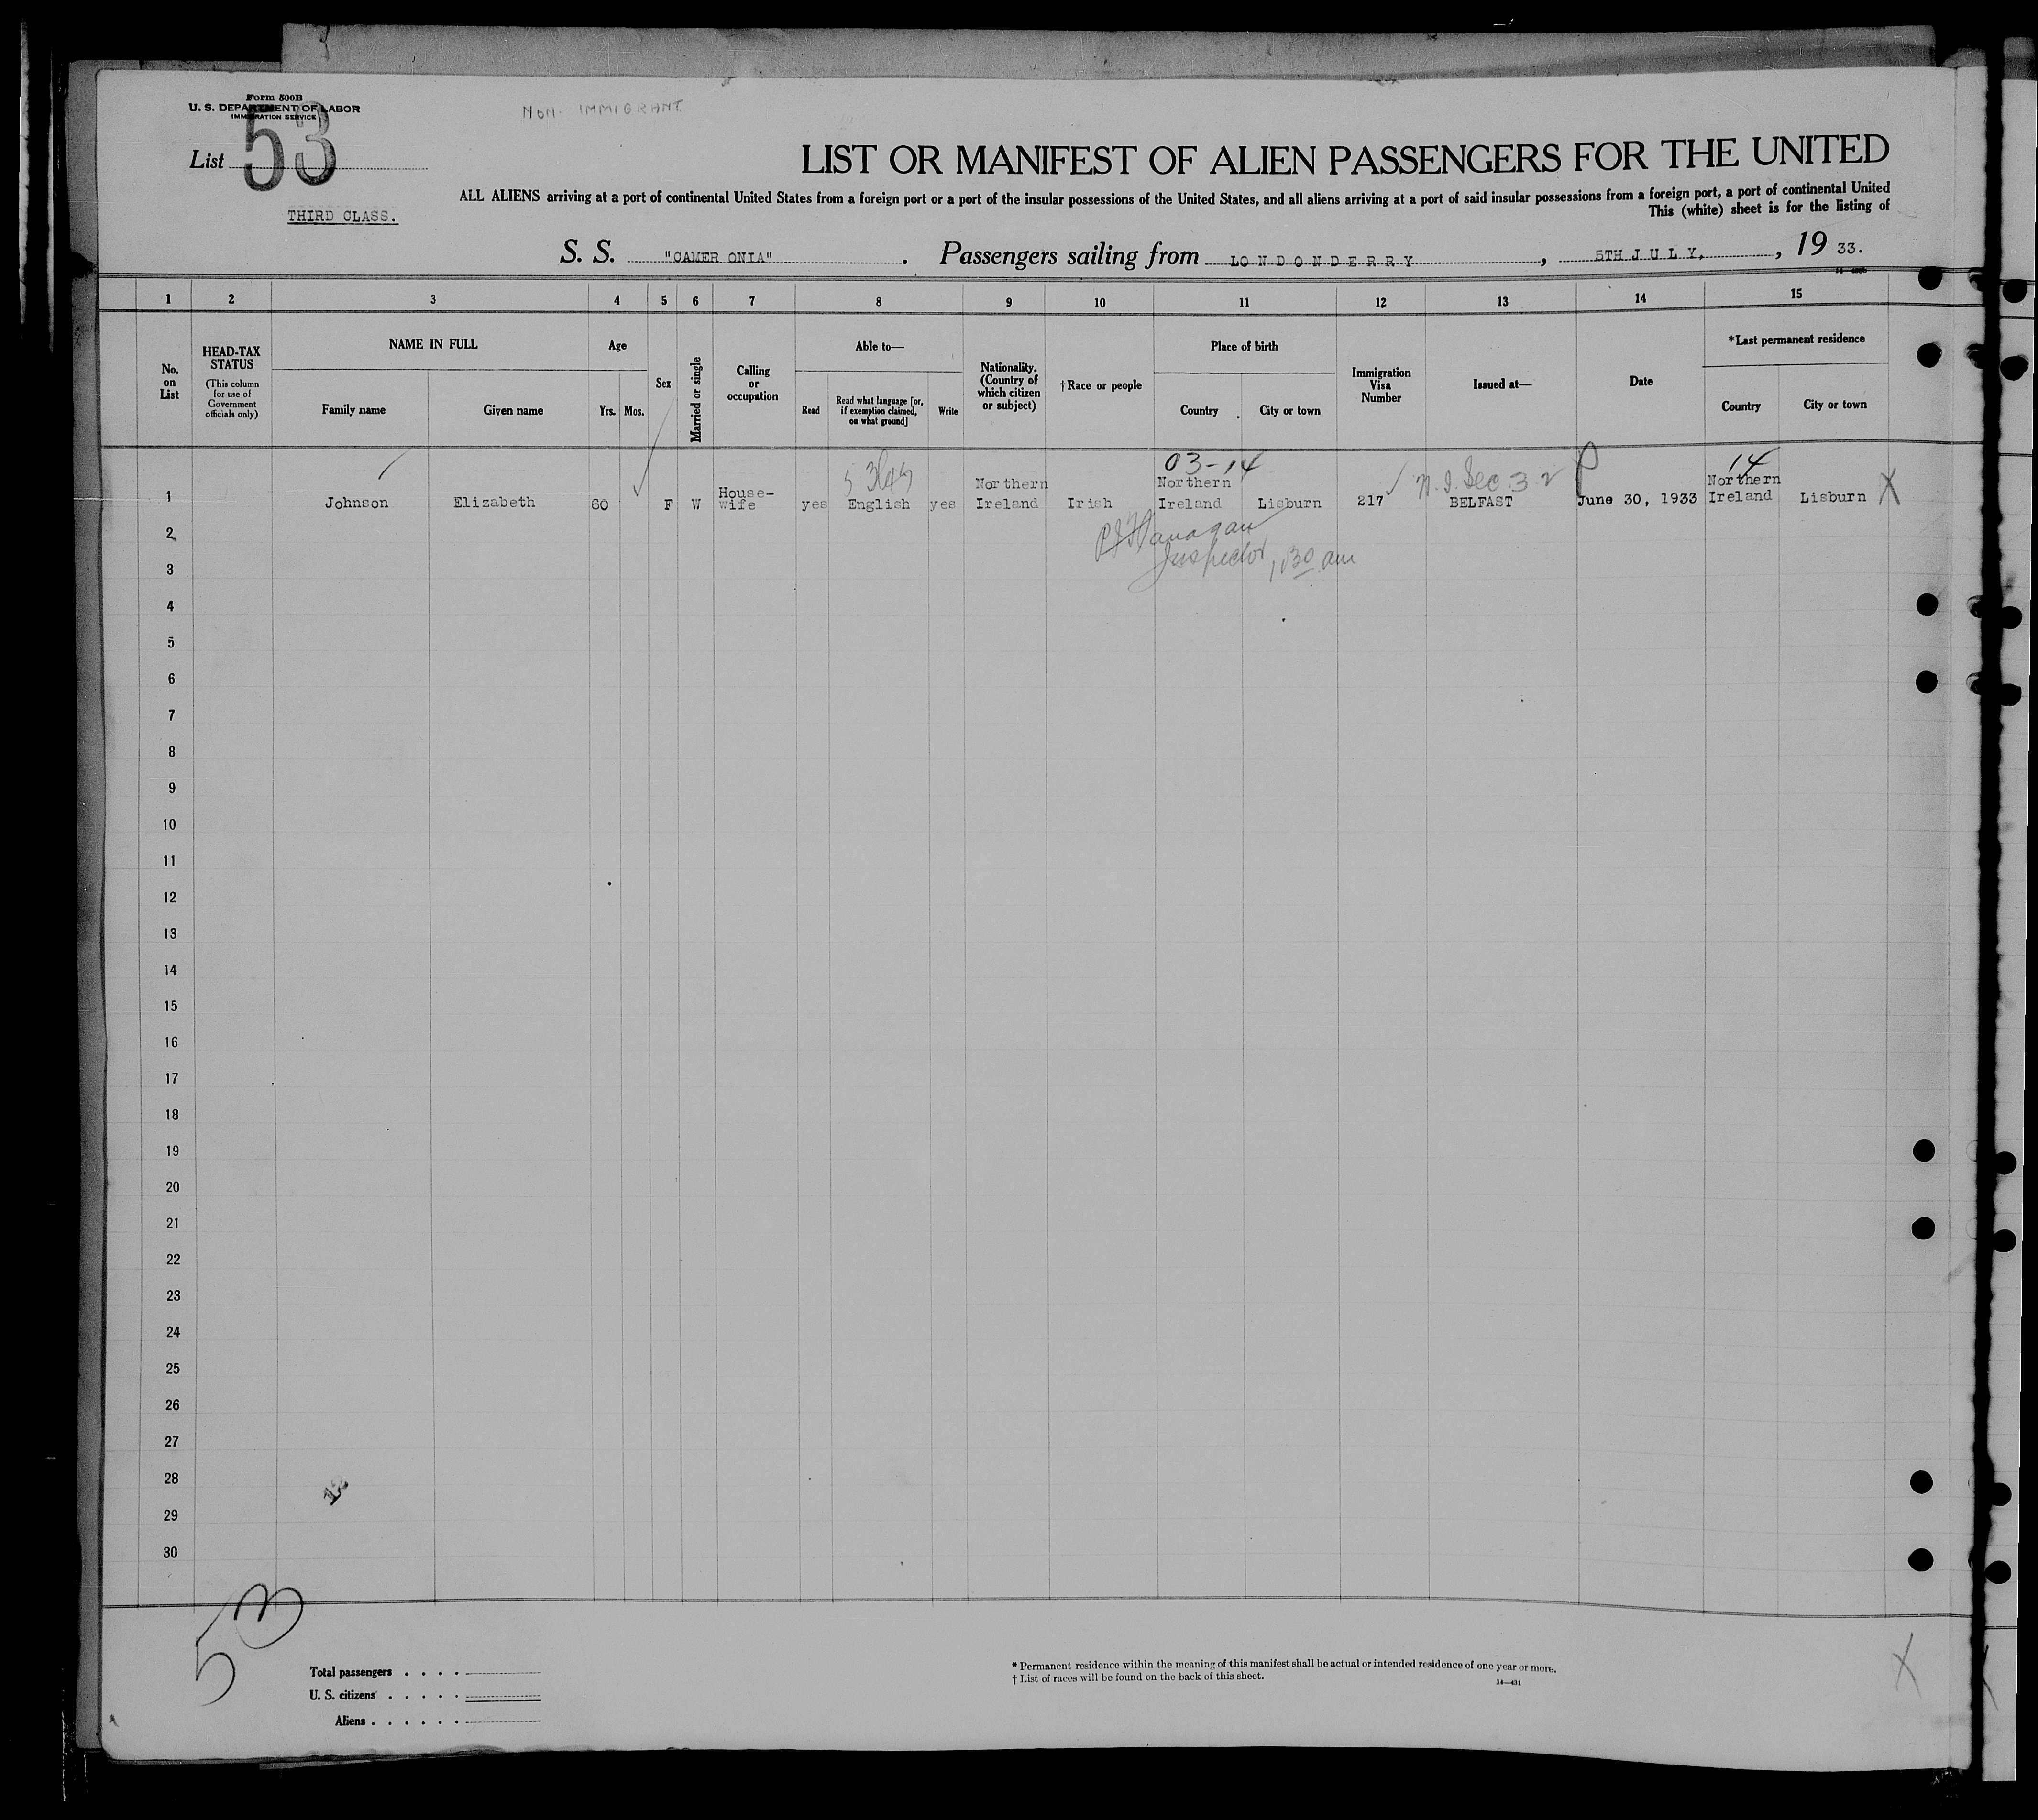 Form 500B
U. S. DEPARTMENT OF LABOR
IMMIGRATION SERVICE
NON-IMMIGRANT
List 53
THIRD CLASS.
LIST OR MANIFEST OF ALIEN PASSENGERS FOR THE UNITED
ALL ALIENS arriving at a port of continental United States from a foreign port or a port of the insular possessions of the United States, and all aliens arriving at a port of said insular possessions from a foreign port, a port of continental United
This (white) sheet is for the listing of
S. S. "CAMER ONIA". Passengers sailing from LONDONDERRY, 5TH JULY., 1933.
1 2 3 4 5 6 7 8 9 10 11 12 13 14 15
No. on List
HEAD-TAX STATUS
(This column for use of Government officials only)
NAME IN FULL
Family name Given name
Age
Yrs. Mos.
Sex
Married or single
Calling or occupation
Able to—
Read
Read what language [or, if exemption claimed, on what ground]
Write
Nationality. (Country of which citizen or subject)
†Race or people
Place of birth
Country City or town
Immigration Visa Number
Issued at—
Date
*Last permanent residence
Country City or town
03-14 14
N.I. Sec. 3-2
1 Johnson Elizabeth 60 F W House-wife yes English yes Northern Ireland Irish Northern Ireland Lisburn 217 BELFAST June 30, 1933 Northern Ireland Lisburn X
Inspector
2
3
4
5
6
7
8
9
10
11
12
13
14
15
16
17
18
19
20
21
22
23
24
25
26
27
28
29
30
53
Total passengers . . . .
U. S. citizens . . . . .
Aliens . . . . . .
* Permanent residence within the meaning of this manifest shall be actual or intended residence of one year or more.
† List of races will be found on the back of this sheet.
14—431
X